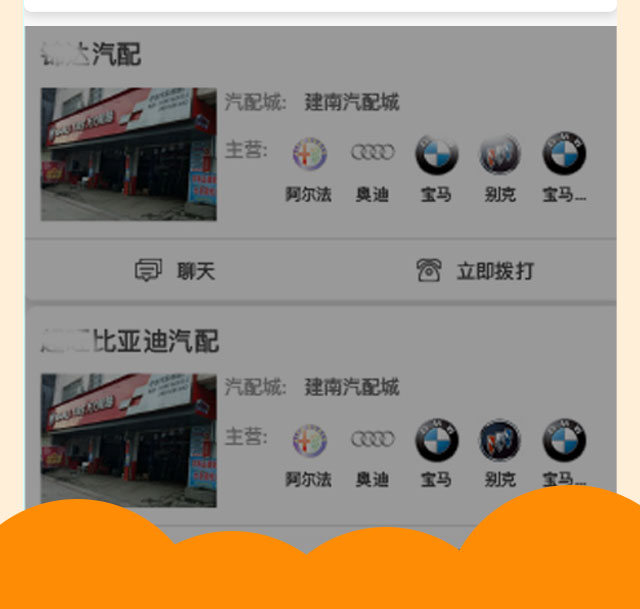 汽配
汽配城: 建南汽配城
主营:
阿尔法 奥迪 宝马 别克 宝马...
聊天 立即拨打
比亚迪汽配
汽配城: 建南汽配城
主营:
阿尔法 奥迪 宝马 别克 宝马...